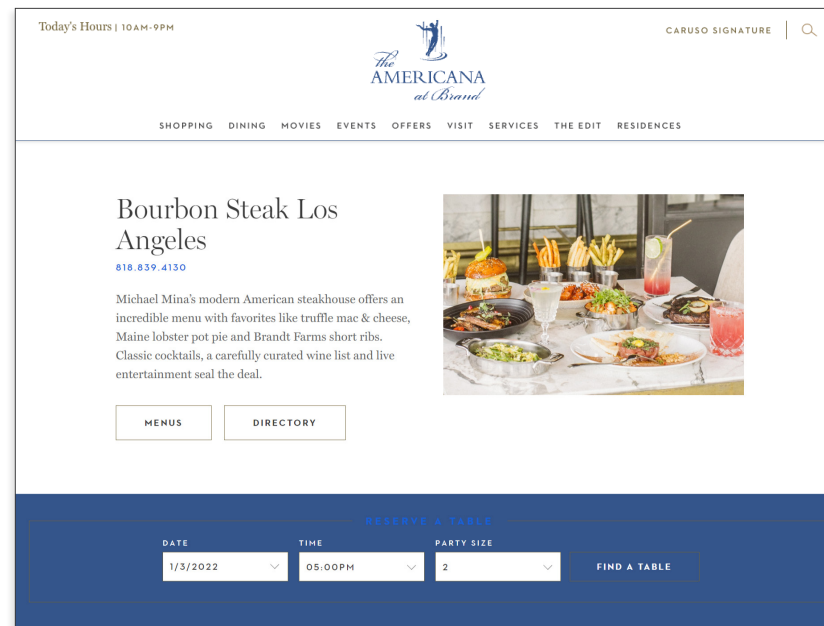 Today's Hours | 10AM-9PM
CARUSO SIGNATURE
the
AMERICANA
at Brand
SHOPPING DINING MOVIES EVENTS OFFERS VISIT SERVICES THE EDIT RESIDENCES
Bourbon Steak Los
Angeles
818.839.4130
Michael Mina's modern American steakhouse offers an
incredible menu with favorites like truffle mac & cheese,
Maine lobster pot pie and Brandt Farms short ribs.
Classic cocktails, a carefully curated wine list and live
entertainment seal the deal.
MENUS DIRECTORY
RESERVE A TABLE
DATE TIME PARTY SIZE
1/3/2022 05:00PM 2 FIND A TABLE